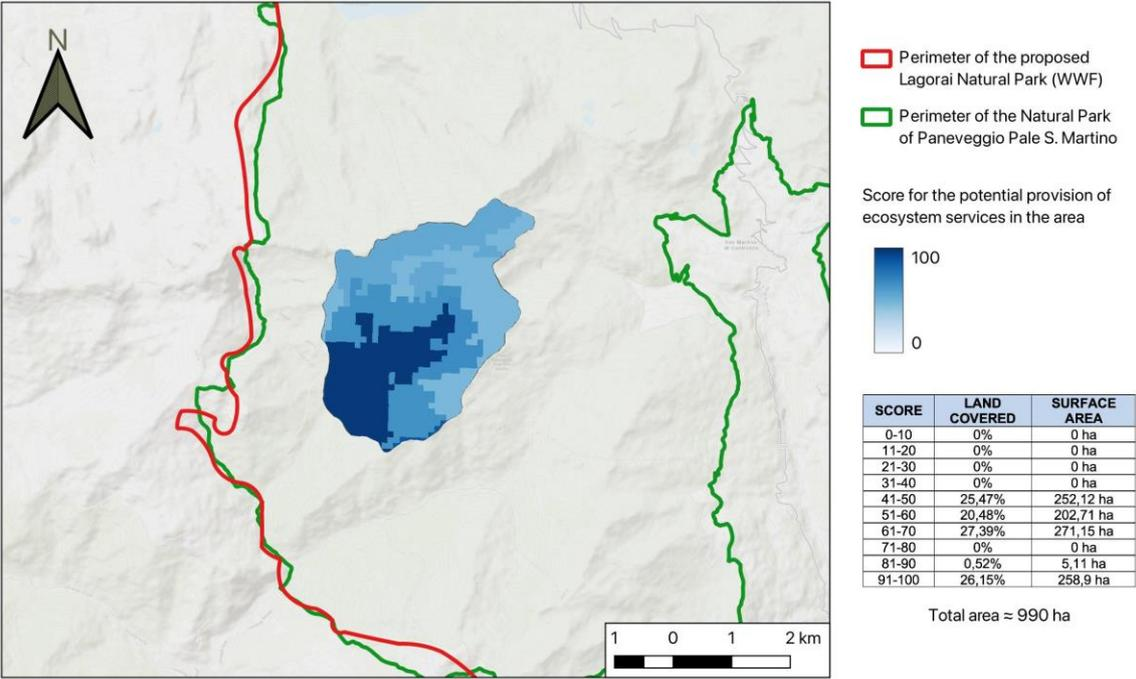 N
Perimeter of the proposed
Lagorai Natural Park (WWF)
Perimeter of the Natural Park
of Paneveggio Pale S. Martino
Score for the potential provision of
ecosystem services in the area
100
0
SCORE LAND COVERED SURFACE AREA
0-10 0% 0 ha
11-20 0% 0 ha
21-30 0% 0 ha
31-40 0% 0 ha
41-50 25,47% 252,12 ha
51-60 20,48% 202,71 ha
61-70 27,39% 271,15 ha
71-80 0% 0 ha
81-90 0,52% 5,11 ha
91-100 26,15% 258,9 ha
Total area ≈ 990 ha
1 0 1 2 km